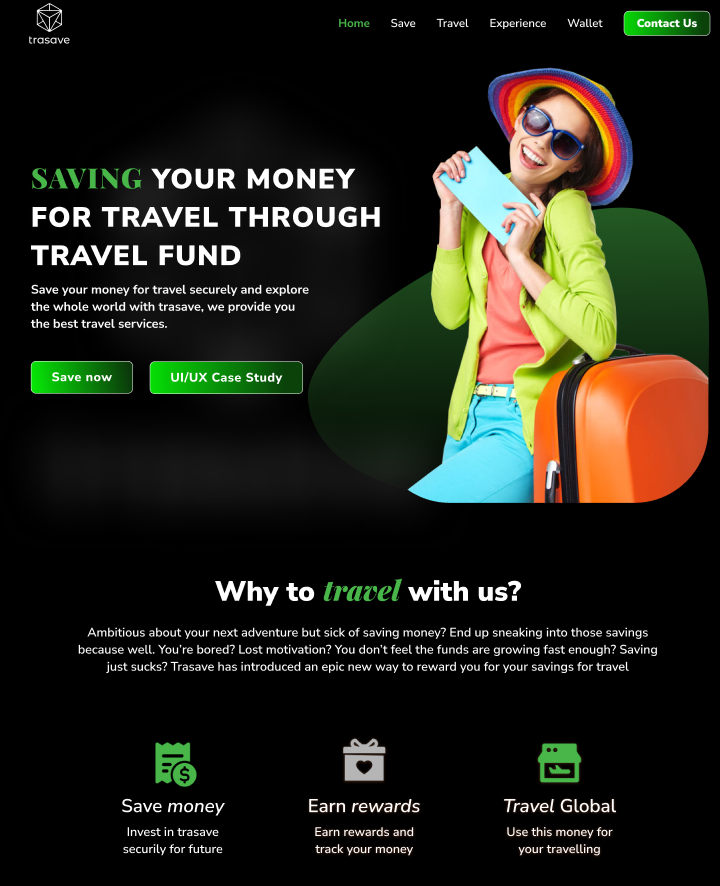 trasave
Home Save Travel Experience Wallet Contact Us
SAVING YOUR MONEY
FOR TRAVEL THROUGH
TRAVEL FUND
Save your money for travel securely and explore
the whole world with trasave, we provide you
the best travel services.
Save now UI/UX Case Study
Why to travel with us?
Ambitious about your next adventure but sick of saving money? End up sneaking into those savings
because well. You’re bored? Lost motivation? You don’t feel the funds are growing fast enough? Saving
just sucks? Trasave has introduced an epic new way to reward you for your savings for travel
$
Save money
Invest in trasave
securily for future
Earn rewards
Earn rewards and
track your money
Travel Global
Use this money for
your travelling